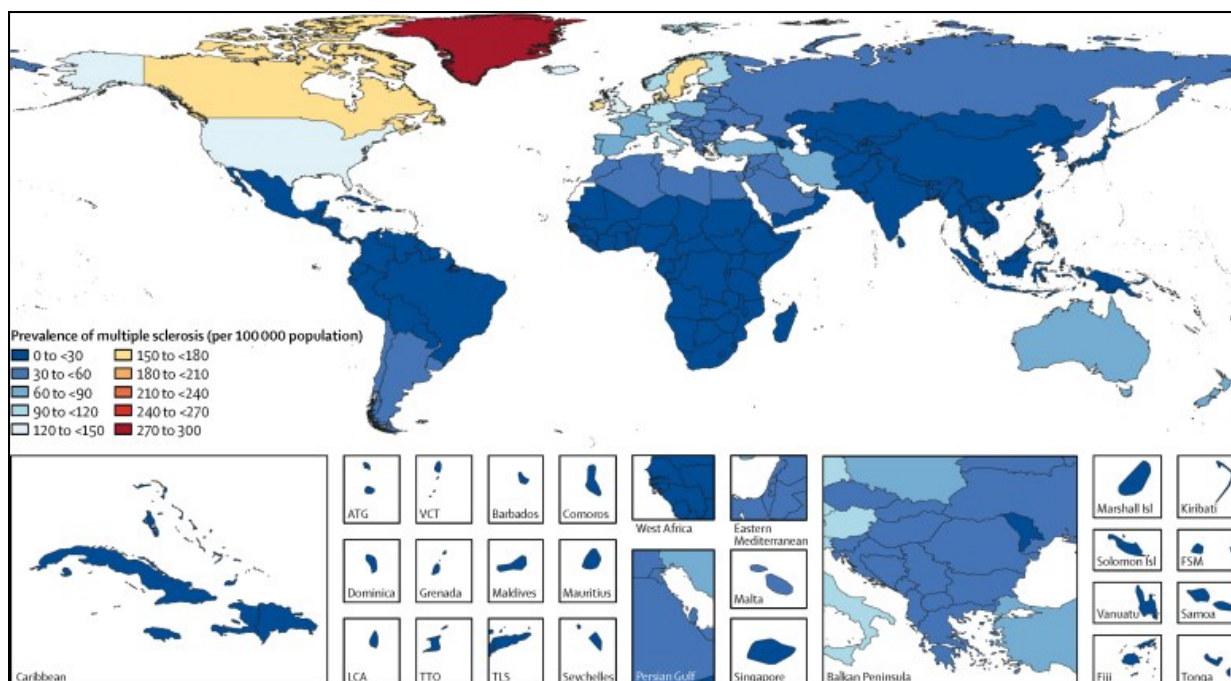 Prevalence of multiple sclerosis (per 100 000 population)
0 to <30
30 to <60
60 to <90
90 to <120
120 to <150
150 to <180
180 to <210
210 to <240
240 to <270
270 to 300
Caribbean
ATG
VCT
Barbados
Comoros
Dominica
Grenada
Maldives
Mauritius
LCA
TTO
TLS
Seychelles
West Africa
Eastern
Mediterranean
Persian Gulf
Malta
Singapore
Balkan Peninsula
Marshall Isl
Kiribati
Solomon Isl
FSM
Vanuatu
Samoa
Fiji
Tonga